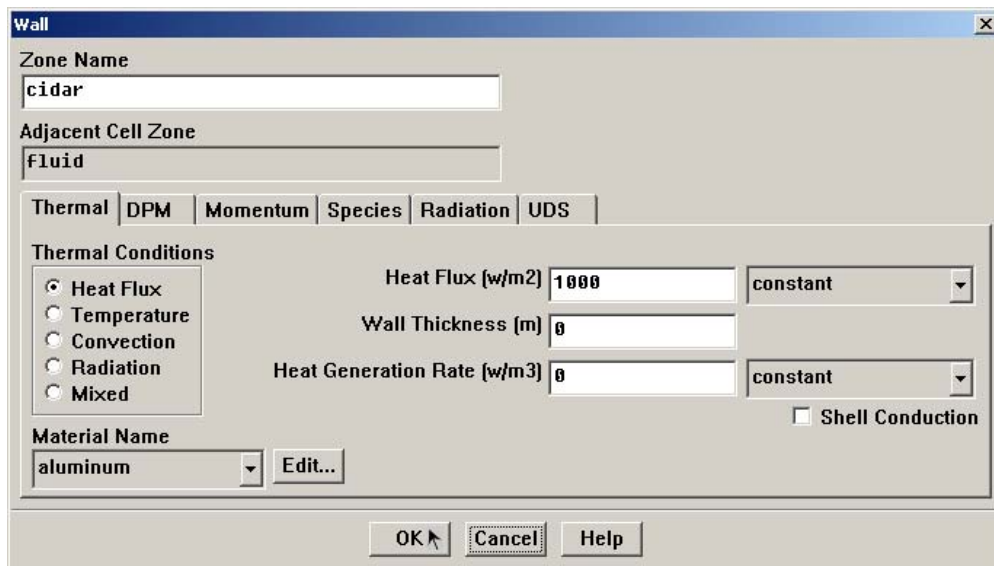 Wall
Zone Name
cidar
Adjacent Cell Zone
fluid
Thermal DPM Momentum Species Radiation UDS
Thermal Conditions
Heat Flux
Temperature
Convection
Radiation
Mixed
Heat Flux (w/m2) 1000 constant
Wall Thickness (m) 0
Heat Generation Rate (w/m3) 0 constant
Shell Conduction
Material Name
aluminum Edit...
OK Cancel Help